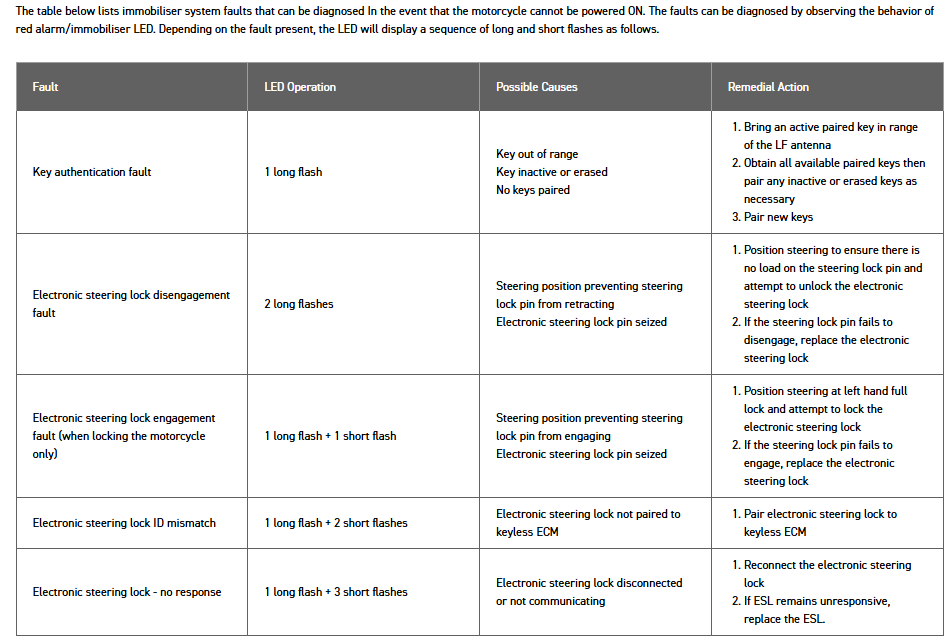 The table below lists immobiliser system faults that can be diagnosed In the event that the motorcycle cannot be powered ON. The faults can be diagnosed by observing the behavior of
red alarm/immobiliser LED. Depending on the fault present, the LED will display a sequence of long and short flashes as follows.
Fault
LED Operation
Possible Causes
Remedial Action
Key authentication fault
1 long flash
Key out of range
Key inactive or erased
No keys paired
1. Bring an active paired key in range
of the LF antenna
2. Obtain all available paired keys then
pair any inactive or erased keys as
necessary
3. Pair new keys
Electronic steering lock disengagement
fault
2 long flashes
Steering position preventing steering
lock pin from retracting
Electronic steering lock pin seized
1. Position steering to ensure there is
no load on the steering lock pin and
attempt to unlock the electronic
steering lock
2. If the steering lock pin fails to
disengage, replace the electronic
steering lock
Electronic steering lock engagement
fault (when locking the motorcycle
only)
1 long flash + 1 short flash
Steering position preventing steering
lock pin from engaging
Electronic steering lock pin seized
1. Position steering at left hand full
lock and attempt to lock the
electronic steering lock
2. If the steering lock pin fails to
engage, replace the electronic
steering lock
Electronic steering lock ID mismatch
1 long flash + 2 short flashes
Electronic steering lock not paired to
keyless ECM
1. Pair electronic steering lock to
keyless ECM
Electronic steering lock - no response
1 long flash + 3 short flashes
Electronic steering lock disconnected
or not communicating
1. Reconnect the electronic steering
lock
2. If ESL remains unresponsive,
replace the ESL.